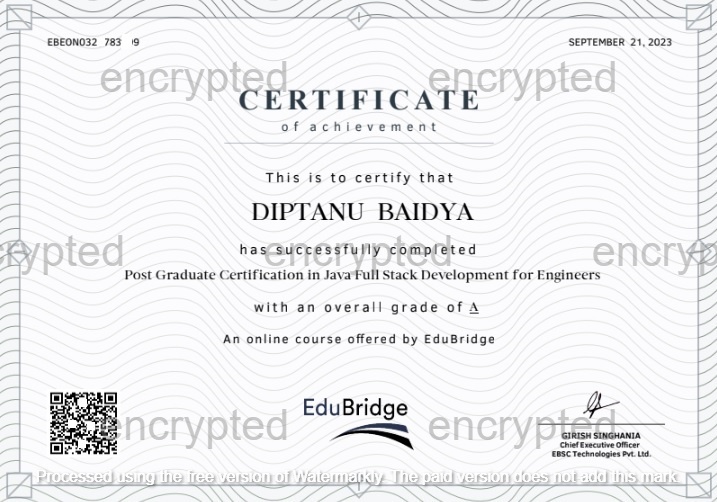 EBEON032 783 9
SEPTEMBER 21, 2023
encrypted encrypted
CERTIFICATE
of achievement
This is to certify that
DIPTANU BAIDYA
has successfully completed
crypted encrypted encryp
Post Graduate Certification in Java Full Stack Development for Engineers
with an overall grade of A
An online course offered by EduBridge
EduBridge
encrypted encrypted
GIRISH SINGHANIA
Chief Executive Officer
EBSC Technologies Pvt. Ltd.
Processed using the free version of Watermarkly. The paid version does not add this mark